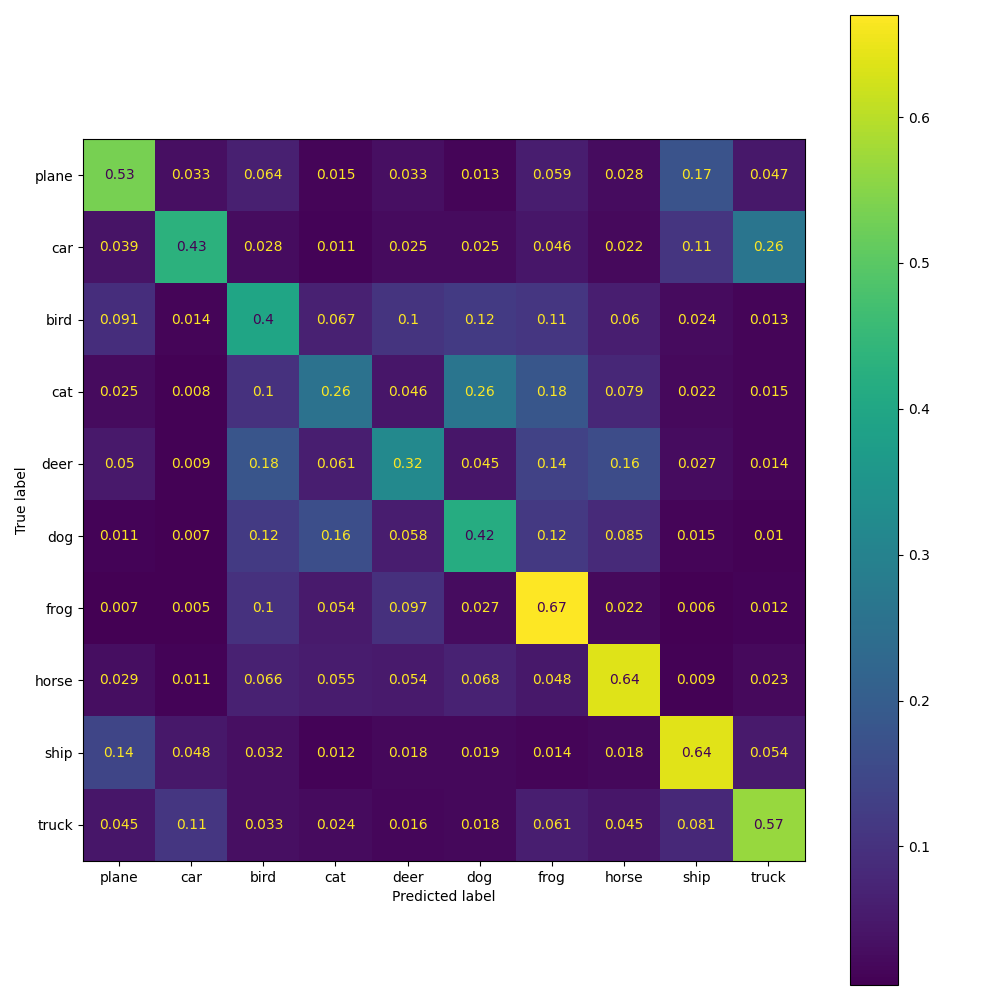 plane 0.53 0.033 0.064 0.015 0.033 0.013 0.059 0.028 0.17 0.047
car 0.039 0.43 0.028 0.011 0.025 0.025 0.046 0.022 0.11 0.26
bird 0.091 0.014 0.4 0.067 0.1 0.12 0.11 0.06 0.024 0.013
cat 0.025 0.008 0.1 0.26 0.046 0.26 0.18 0.079 0.022 0.015
deer 0.05 0.009 0.18 0.061 0.32 0.045 0.14 0.16 0.027 0.014
dog 0.011 0.007 0.12 0.16 0.058 0.42 0.12 0.085 0.015 0.01
frog 0.007 0.005 0.1 0.054 0.097 0.027 0.67 0.022 0.006 0.012
horse 0.029 0.011 0.066 0.055 0.054 0.068 0.048 0.64 0.009 0.023
ship 0.14 0.048 0.032 0.012 0.018 0.019 0.014 0.018 0.64 0.054
truck 0.045 0.11 0.033 0.024 0.016 0.018 0.061 0.045 0.081 0.57
plane car bird cat deer dog frog horse ship truck
Predicted label
True label
0.6
0.5
0.4
0.3
0.2
0.1